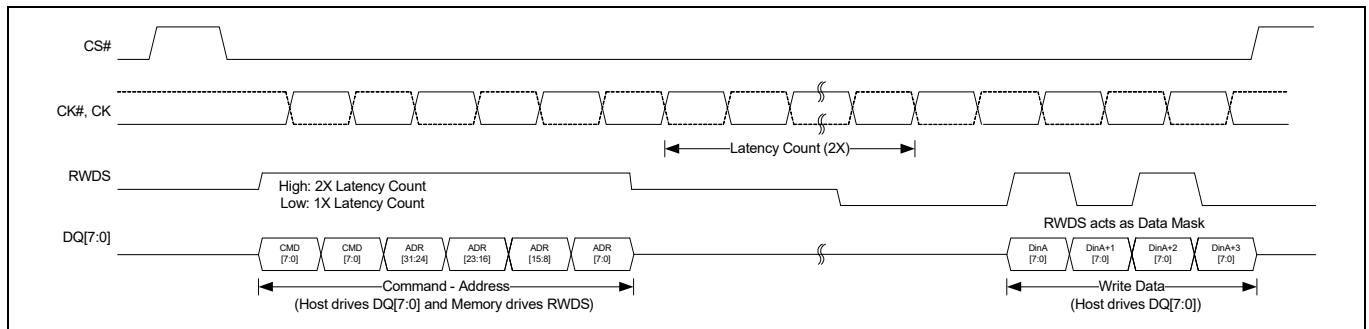 CS#
CK#, CK
Latency Count (2X)
RWDS
High: 2X Latency Count
Low: 1X Latency Count
RWDS acts as Data Mask
DQ[7:0]
CMD [7:0] CMD [7:0] ADR [31:24] ADR [23:16] ADR [15:8] ADR [7:0] DinA [7:0] DinA+1 [7:0] DinA+2 [7:0] DinA+3 [7:0]
Command - Address
(Host drives DQ[7:0] and Memory drives RWDS)
Write Data
(Host drives DQ[7:0])